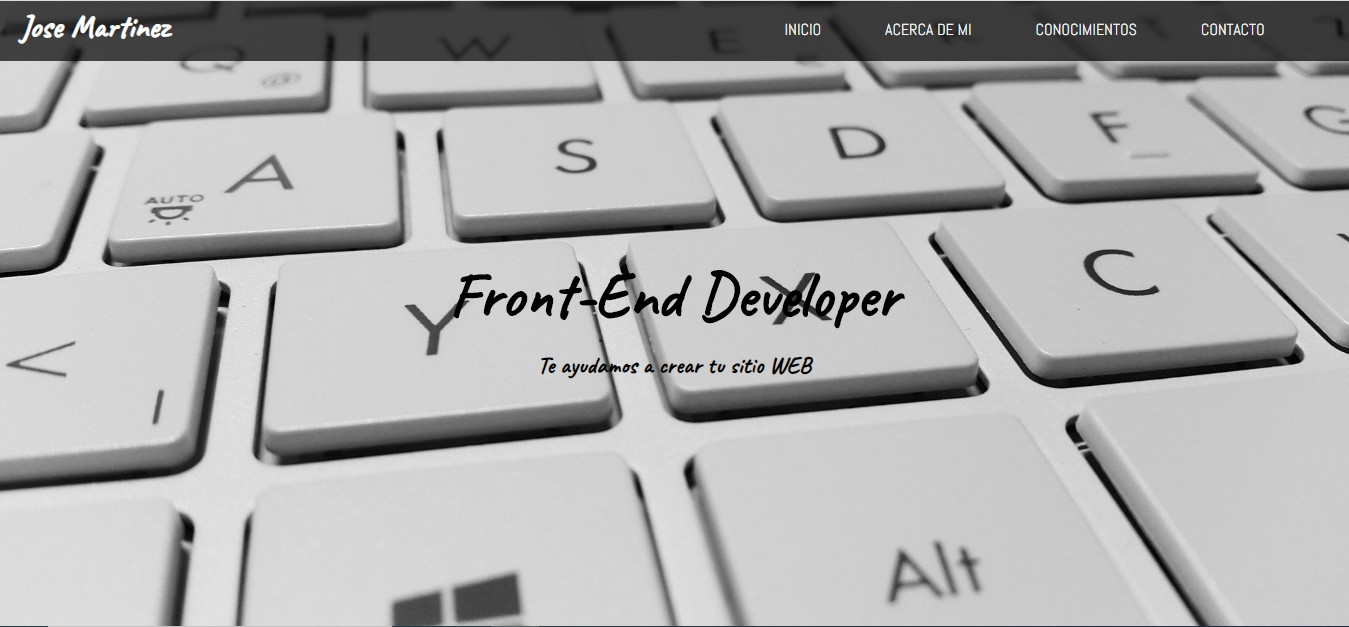 Jose Martinez
INICIO ACERCA DE MI CONOCIMIENTOS CONTACTO
Q W E
@
A S D F G
AUTO
Front-End Developer
< Y X C
Te ayudamos a crear tu sitio WEB
|
Alt